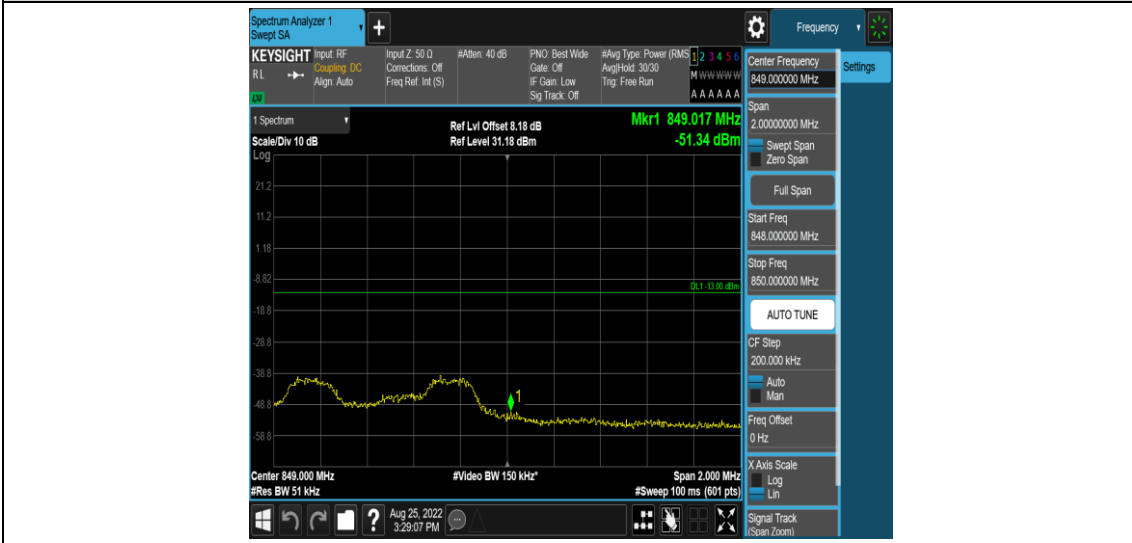 Spectrum Analyzer 1
Swept SA
+
Frequency
KEYSIGHT
RL
LXI
Input: RF
Coupling: DC
Align: Auto
Input Z: 50 Ω
Corrections: Off
Freq Ref: Int (S)
#Atten: 40 dB
PNO: Best Wide
Gate: Off
IF Gain: Low
Sig Track: Off
#Avg Type: Power (RMS
Avg|Hold: 30/30
Trig: Free Run
1 2 3 4 5 6
M W W W W W
A A A A A A
1 Spectrum
Scale/Div 10 dB
Ref Lvl Offset 8.18 dB
Ref Level 31.18 dBm
Mkr1 849.017 MHz
-51.34 dBm
Log
21.2
11.2
1.18
-8.82
DL1 -13.00 dBm
-18.8
-28.8
-38.8
-48.8
-58.8
1
Center 849.000 MHz
#Video BW 150 kHz*
Span 2.000 MHz
#Res BW 51 kHz
#Sweep 100 ms (601 pts)
Center Frequency
849.000000 MHz
Settings
Span
2.00000000 MHz
Swept Span
Zero Span
Full Span
Start Freq
848.000000 MHz
Stop Freq
850.000000 MHz
AUTO TUNE
CF Step
200.000 kHz
Auto
Man
Freq Offset
0 Hz
X Axis Scale
Log
Lin
Signal Track
(Span Zoom)
?
Aug 25, 2022
3:29:07 PM